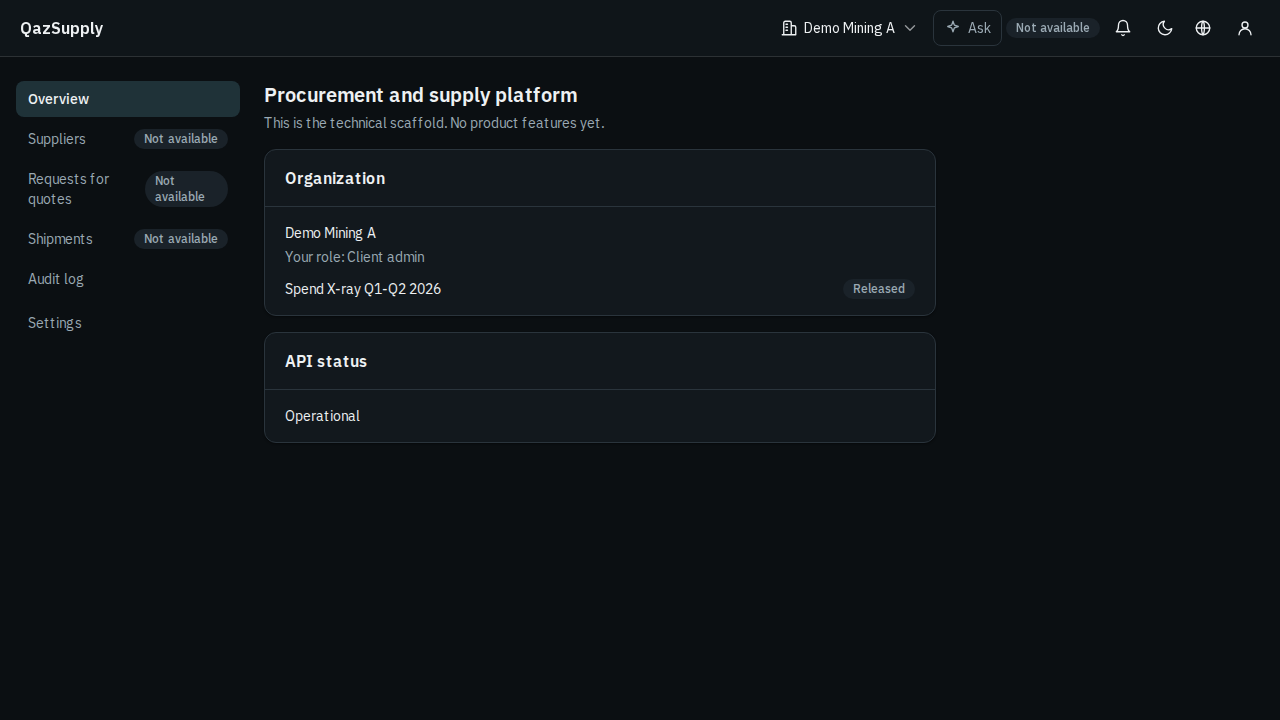 QazSupply
Demo Mining A
Ask
Not available
Overview
Suppliers
Not available
Requests for
quotes
Not
available
Shipments
Not available
Audit log
Settings
Procurement and supply platform
This is the technical scaffold. No product features yet.
Organization
Demo Mining A
Your role: Client admin
Spend X-ray Q1-Q2 2026
Released
API status
Operational